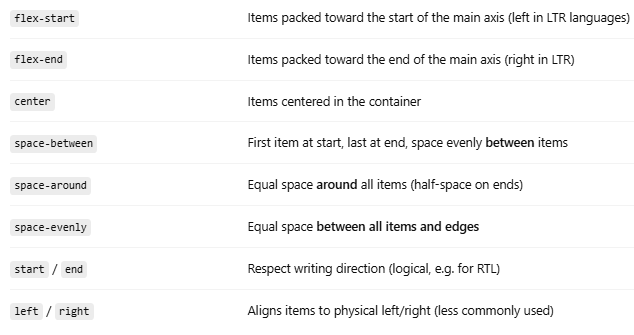 flex-start Items packed toward the start of the main axis (left in LTR languages)
flex-end Items packed toward the end of the main axis (right in LTR)
center Items centered in the container
space-between First item at start, last at end, space evenly between items
space-around Equal space around all items (half-space on ends)
space-evenly Equal space between all items and edges
start / end Respect writing direction (logical, e.g. for RTL)
left / right Aligns items to physical left/right (less commonly used)